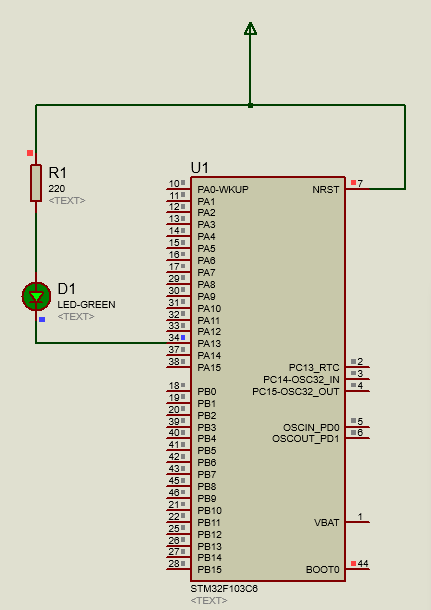 R1
220
<TEXT>
D1
LED-GREEN
<TEXT>
U1
10 PA0-WKUP NRST 7
11 PA1
12 PA2
13 PA3
14 PA4
15 PA5
16 PA6
17 PA7
29 PA8
30 PA9
31 PA10
32 PA11
33 PA12
34 PA13
37 PA14
38 PA15 PC13_RTC 2
PC14-OSC32_IN 3
18 PB0 PC15-OSC32_OUT 4
19 PB1
20 PB2
39 PB3 OSCIN_PD0 5
40 PB4 OSCOUT_PD1 6
41 PB5
42 PB6
43 PB7
45 PB8
46 PB9
21 PB10
22 PB11 VBAT 1
25 PB12
26 PB13
27 PB14
28 PB15 BOOT0 44
STM32F103C6
<TEXT>